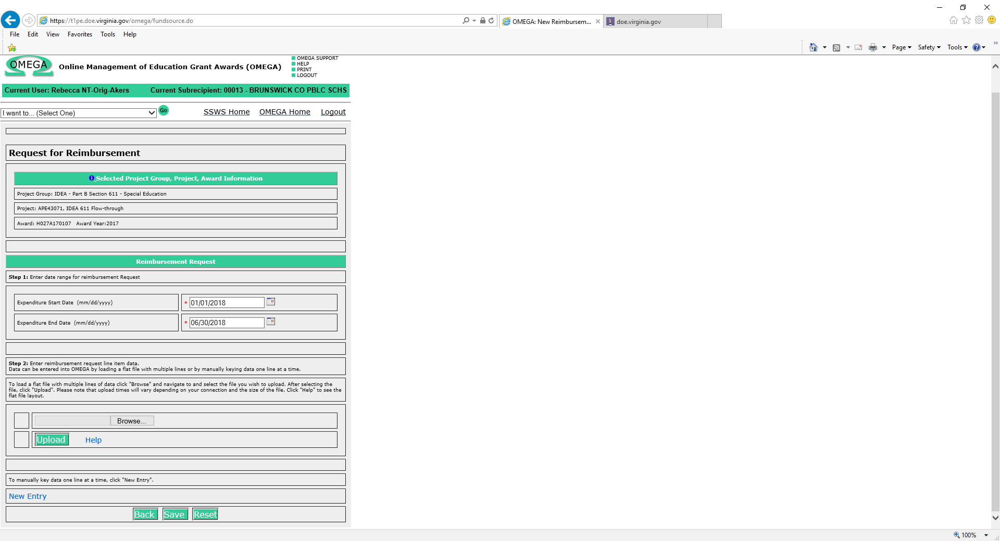 https://t1pe.doe.virginia.gov/omega/fundsource.do
OMEGA: New Reimbursem...
doe.virginia.gov
File Edit View Favorites Tools Help
Page Safety Tools
OMEGA
Online Management of Education Grant Awards (OMEGA)
OMEGA SUPPORT
HELP
PRINT
LOGOUT
Current User: Rebecca NT-Orig-Akers Current Subrecipient: 00013 - BRUNSWICK CO PBLC SCHS
I want to... (Select One) Go SSWS Home OMEGA Home Logout
Request for Reimbursement
i Selected Project Group, Project, Award Information
Project Group: IDEA - Part B Section 611 - Special Education
Project: APE43071, IDEA 611 Flow-through
Award: H027A170107 Award Year:2017
Reimbursement Request
Step 1: Enter date range for reimbursement Request
Expenditure Start Date (mm/dd/yyyy) * 01/01/2018
Expenditure End Date (mm/dd/yyyy) * 06/30/2018
Step 2: Enter reimbursement request line item data.
Data can be entered into OMEGA by loading a flat file with multiple lines or by manually keying data one line at a time.
To load a flat file with multiple lines of data click "Browse" and navigate to and select the file you wish to upload. After selecting the
file, click "Upload". Please note that upload times will vary depending on your connection and the size of the file. Click "Help" to see the
flat file layout.
Browse...
Upload Help
To manually key data one line at a time, click "New Entry".
New Entry
Back Save Reset
100%